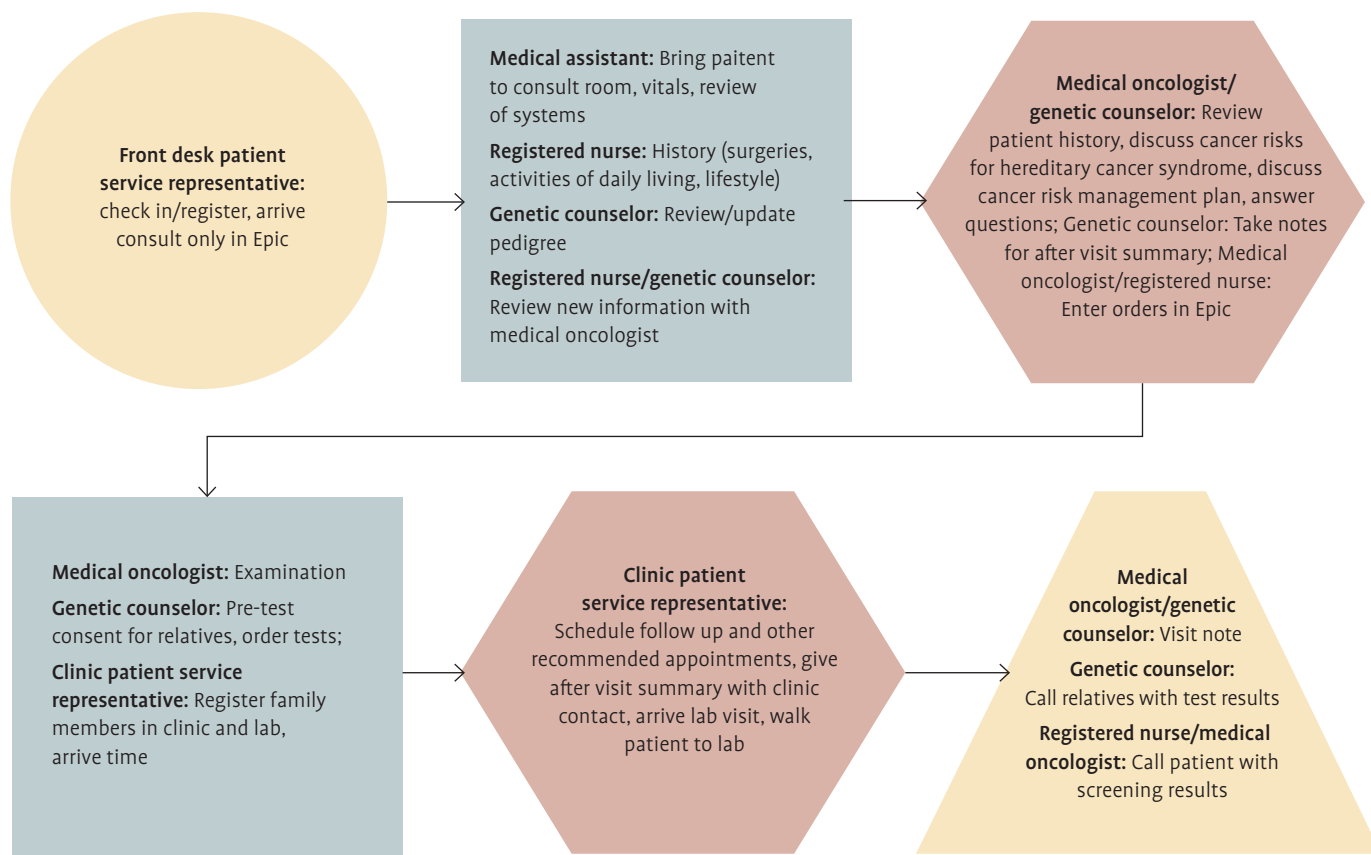 Front desk patient
service representative:
check in/register, arrive
consult only in Epic
Medical assistant: Bring paitent
to consult room, vitals, review
of systems
Registered nurse: History (surgeries,
activities of daily living, lifestyle)
Genetic counselor: Review/update
pedigree
Registered nurse/genetic counselor:
Review new information with
medical oncologist
Medical oncologist/
genetic counselor: Review
patient history, discuss cancer risks
for hereditary cancer syndrome, discuss
cancer risk management plan, answer
questions; Genetic counselor: Take notes
for after visit summary; Medical
oncologist/registered nurse:
Enter orders in Epic
Medical oncologist: Examination
Genetic counselor: Pre-test
consent for relatives, order tests;
Clinic patient service
representative: Register family
members in clinic and lab,
arrive time
Clinic patient
service representative:
Schedule follow up and other
recommended appointments, give
after visit summary with clinic
contact, arrive lab visit, walk
patient to lab
Medical
oncologist/genetic
counselor: Visit note
Genetic counselor:
Call relatives with test results
Registered nurse/medical
oncologist: Call patient with
screening results